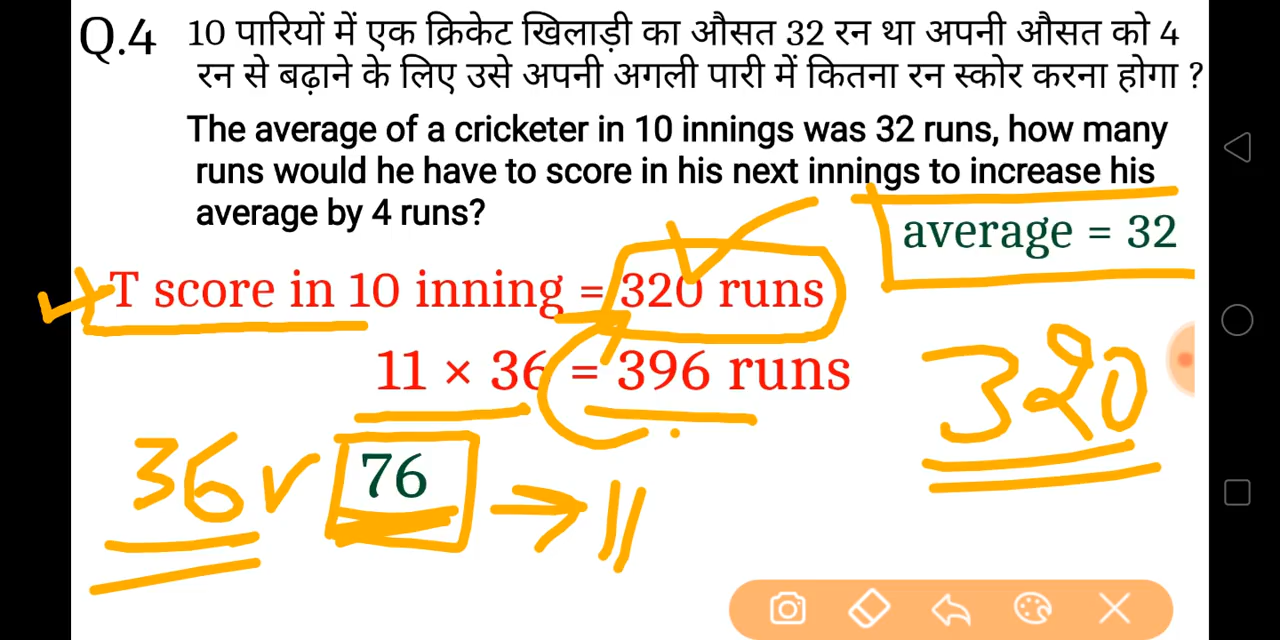 Q.4 10 पारियों में एक क्रिकेट खिलाड़ी का औसत 32 रन था अपनी औसत को 4
रन से बढ़ाने के लिए उसे अपनी अगली पारी में कितना रन स्कोर करना होगा ?
The average of a cricketer in 10 innings was 32 runs, how many
runs would he have to score in his next innings to increase his
average by 4 runs?
average = 32
T score in 10 inning = 320 runs
11 × 36 = 396 runs
320
36
76
11